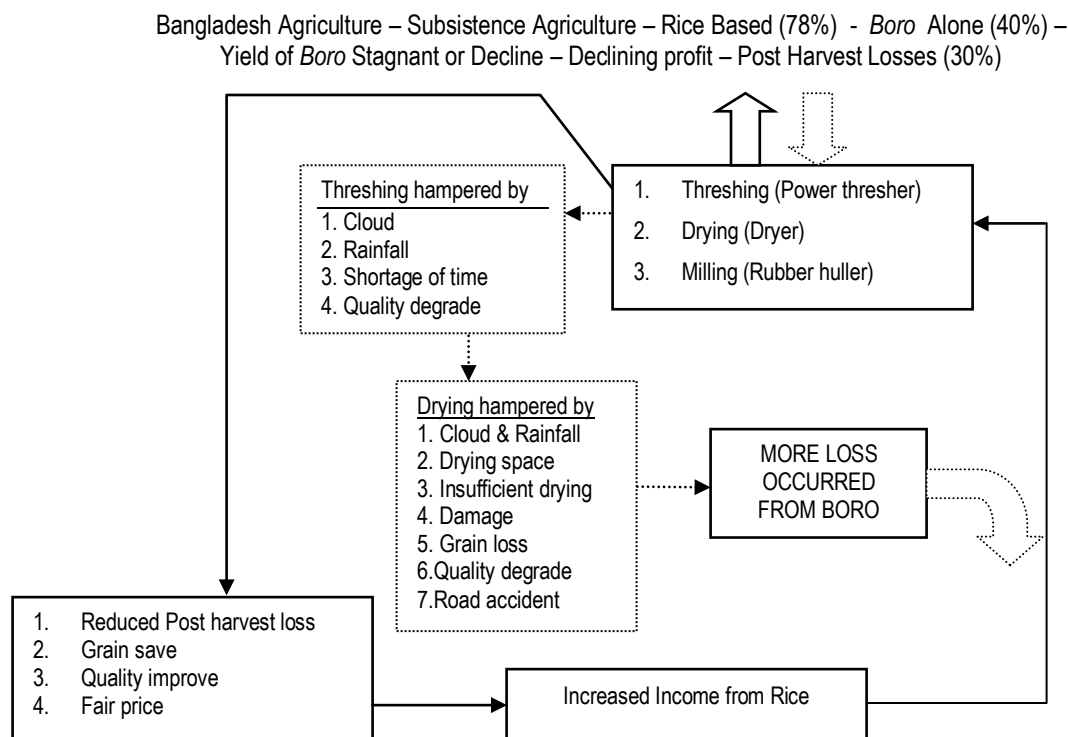 Bangladesh Agriculture – Subsistence Agriculture – Rice Based (78%) - Boro Alone (40%) –
Yield of Boro Stagnant or Decline – Declining profit – Post Harvest Losses (30%)
Threshing hampered by
1. Cloud
2. Rainfall
3. Shortage of time
4. Quality degrade
1. Threshing (Power thresher)
2. Drying (Dryer)
3. Milling (Rubber huller)
Drying hampered by
1. Cloud & Rainfall
2. Drying space
3. Insufficient drying
4. Damage
5. Grain loss
6.Quality degrade
7.Road accident
MORE LOSS
OCCURRED
FROM BORO
1. Reduced Post harvest loss
2. Grain save
3. Quality improve
4. Fair price
Increased Income from Rice